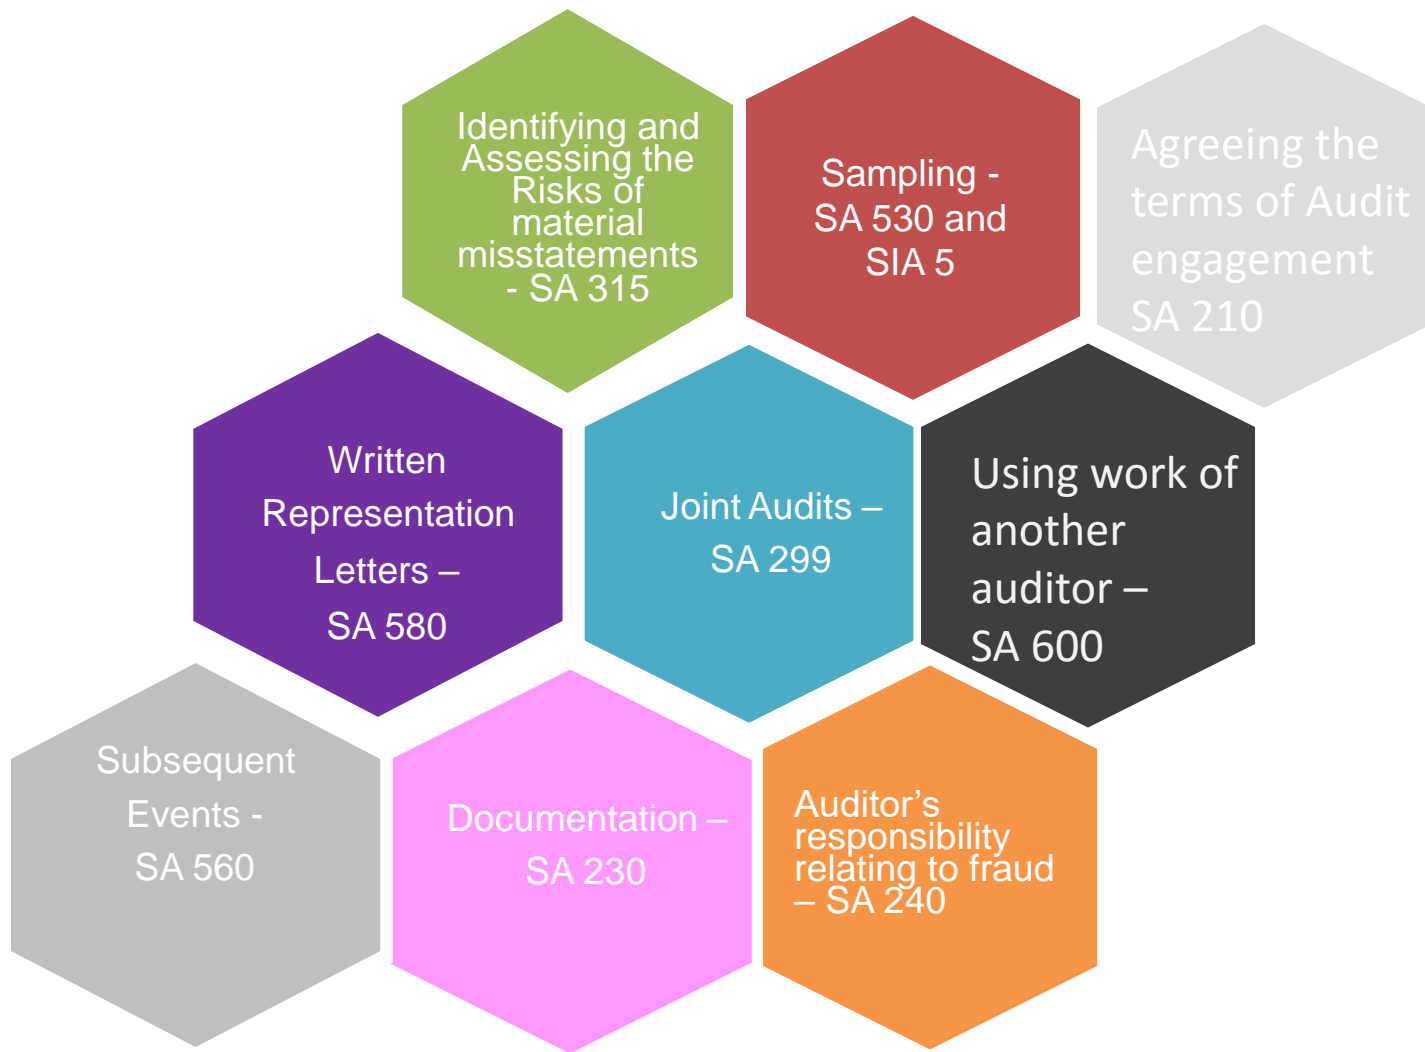 Identifying and
Assessing the
Risks of
material
misstatements
- SA 315
Sampling -
SA 530 and
SIA 5
Agreeing the
terms of Audit
engagement
SA 210
Written
Representation
Letters –
SA 580
Joint Audits –
SA 299
Using work of
another
auditor –
SA 600
Subsequent
Events -
SA 560
Documentation –
SA 230
Auditor’s
responsibility
relating to fraud
– SA 240